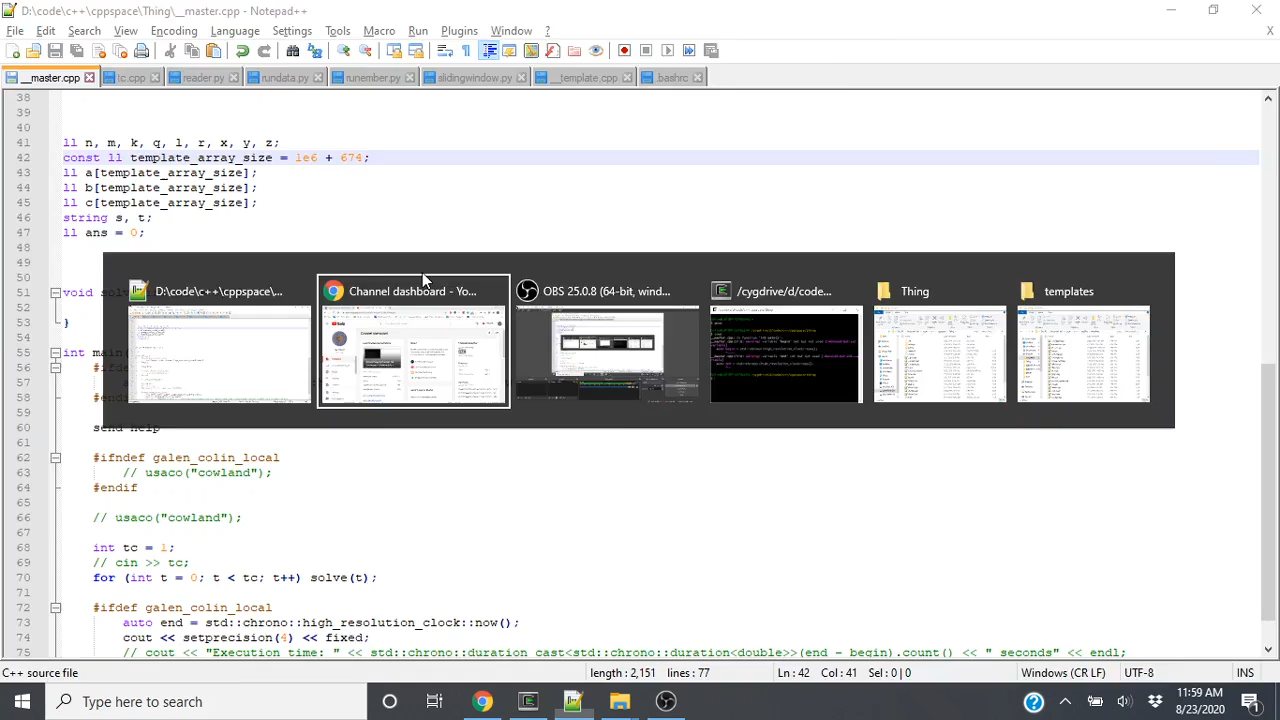 D:\code\c++\cppspace\Thing\__master.cpp - Notepad++
File Edit Search View Encoding Language Settings Tools Macro Run Plugins Window ? X
__master.cpp tc.cpp reader.py rundata.py runember.py slidingwindow.py __template.cpp .bashrc
38
39
40
41 ll n, m, k, q, l, r, x, y, z;
42 const ll template_array_size = 1e6 + 674;
43 ll a[template_array_size];
44 ll b[template_array_size];
45 ll c[template_array_size];
46 string s, t;
47 ll ans = 0;
48
49
50
51 void
D:\code\c++\cppspace\... Channel dashboard - Yo... OBS 25.0.8 (64-bit, wind... /cygdrive/d/code... Thing templates
53 }
int main
57
58 #endif
60 send help
61
62 #ifndef galen_colin_local
63 // usaco("cowland");
64 #endif
65
66 // usaco("cowland");
67
68 int tc = 1;
69 // cin >> tc;
70 for (int t = 0; t < tc; t++) solve(t);
71
72 #ifdef galen_colin_local
73 auto end = std::chrono::high_resolution_clock::now();
74 cout << setprecision(4) << fixed;
75 // cout << "Execution time: " << std::chrono::duration_cast<std::chrono::duration<double>>(end - begin).count() << " seconds" << endl;
C++ source file length : 2,151 lines : 77 Ln : 42 Col : 41 Sel : 0 | 0 Windows (CR LF) UTF-8 INS
Type here to search
11:59 AM
8/23/2020
1